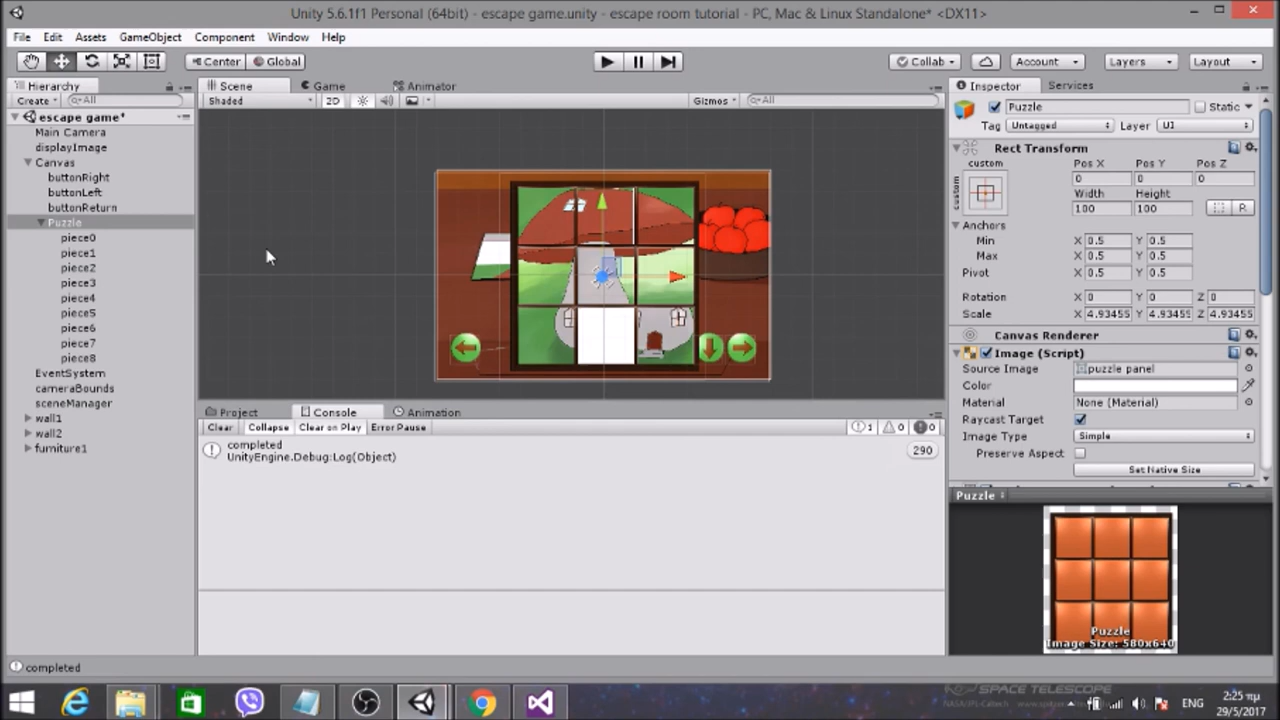 Unity 5.6.1f1 Personal (64bit) - escape game.unity - escape room tutorial - PC, Mac & Linux Standalone* <DX11>
File Edit Assets GameObject Component Window Help
Center Global Collab Account Layers Layout
Hierarchy
Create All
escape game*
Main Camera
displayImage
Canvas
buttonRight
buttonLeft
buttonReturn
Puzzle
piece0
piece1
piece2
piece3
piece4
piece5
piece6
piece7
piece8
EventSystem
cameraBounds
sceneManager
wall1
wall2
furniture1
Scene Game Animator
Shaded 2D Gizmos All
Project Console Animation
Clear Collapse Clear on Play Error Pause 1 0 0
completed
UnityEngine.Debug:Log(Object)
290
Inspector Services
Puzzle Static
Tag Untagged Layer UI
Rect Transform
custom Pos X Pos Y Pos Z
custom
0 0 0
Width Height
100 100 R
Anchors
Min X 0.5 Y 0.5
Max X 0.5 Y 0.5
Pivot X 0.5 Y 0.5
Rotation X 0 Y 0 Z 0
Scale X 4.93455 Y 4.93455 Z 4.93455
Canvas Renderer
Image (Script)
Source Image puzzle panel
Color
Material None (Material)
Raycast Target
Image Type Simple
Preserve Aspect
Set Native Size
Puzzle
Puzzle
Image Size: 580x640
completed
SPACE TELESCOPE
ΕΝΗ
2:25 πμ
29/5/2017